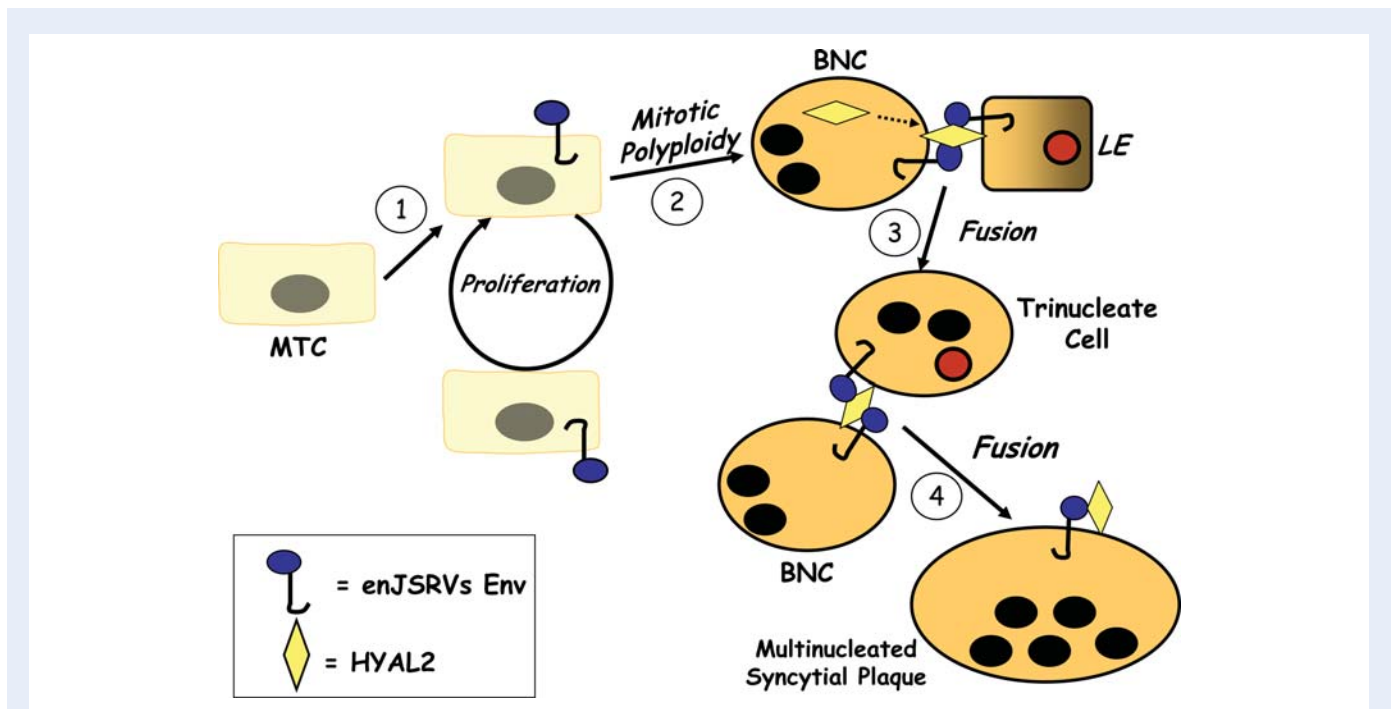 MTC
1
Proliferation
Mitotic
Polyploidy
2
BNC
LE
3
Fusion
Trinucleate
Cell
BNC
4
Fusion
Multinucleated
Syncytial Plaque
= enJSRVs Env
= HYAL2